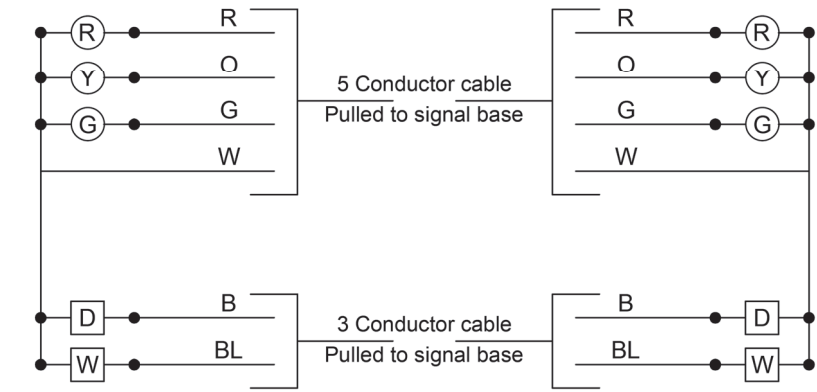 R R R R
Y O O Y
5 Conductor cable
Pulled to signal base
G G G G
W W
D B B D
3 Conductor cable
Pulled to signal base
W BL BL W